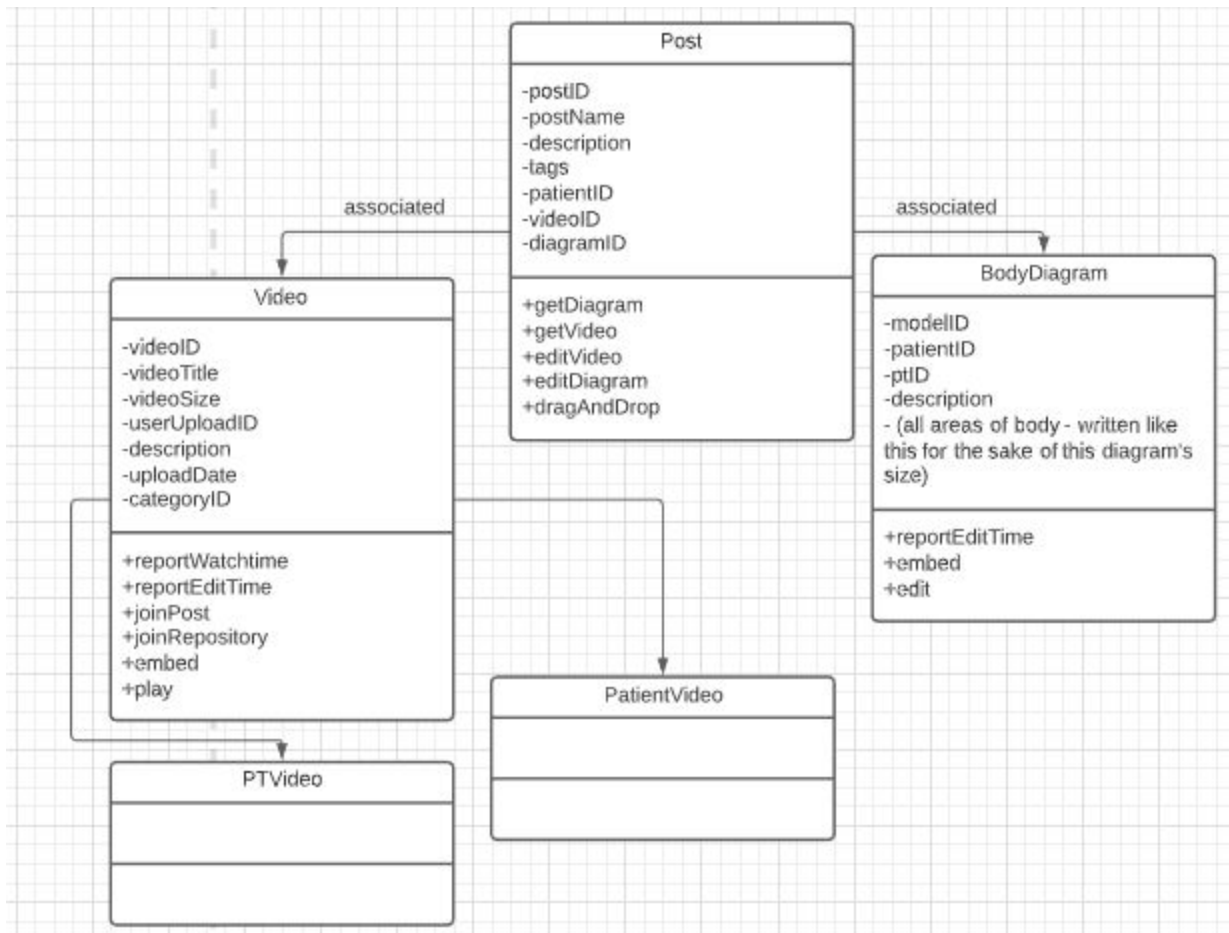 Post
-postID
-postName
-description
-tags
-patientID
-videoID
-diagramID
+getDiagram
+getVideo
+editVideo
+editDiagram
+dragAndDrop
associated
associated
Video
-videoID
-videoTitle
-videoSize
-userUploadID
-description
-uploadDate
-categoryID
+reportWatchtime
+reportEditTime
+joinPost
+joinRepository
+embed
+play
BodyDiagram
-modelID
-patientID
-ptID
-description
- (all areas of body - written like
this for the sake of this diagram's
size)
+reportEditTime
+embed
+edit
PatientVideo
PTVideo